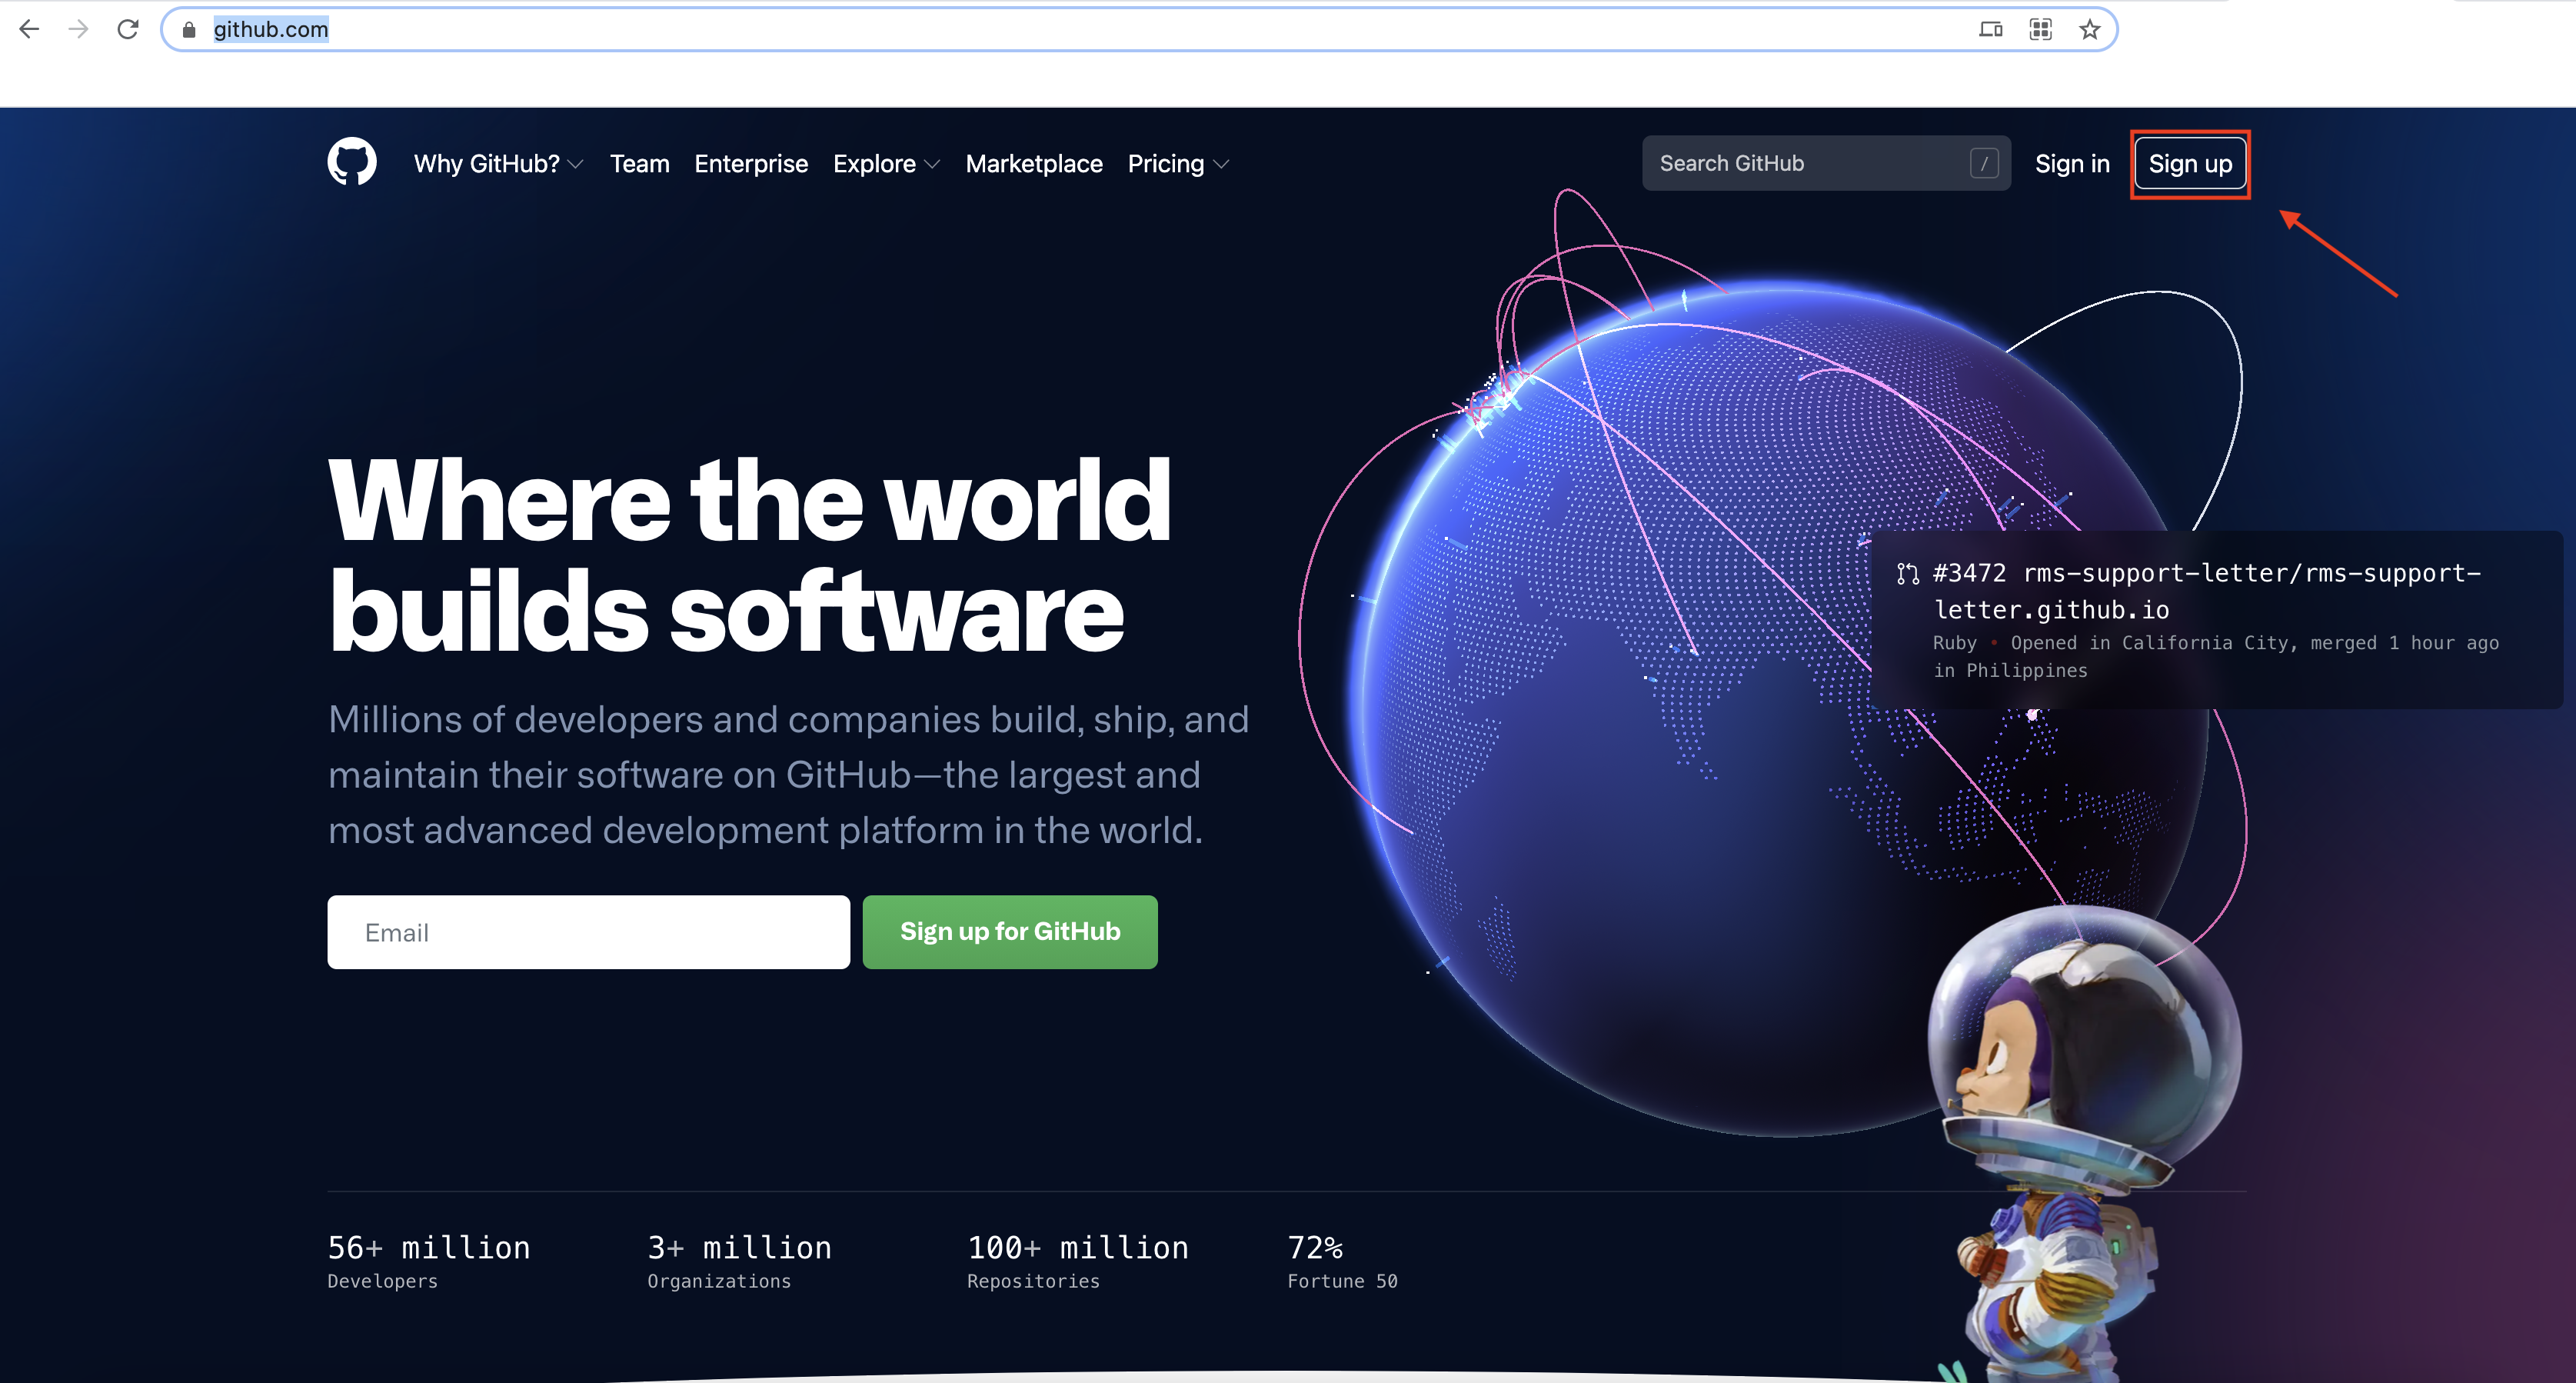 github.com
Why GitHub? Team Enterprise Explore Marketplace Pricing
Search GitHub / Sign in Sign up
Where the world
builds software
Millions of developers and companies build, ship, and
maintain their software on GitHub—the largest and
most advanced development platform in the world.
Email Sign up for GitHub
#3472 rms-support-letter/rms-support-
letter.github.io
Ruby • Opened in California City, merged 1 hour ago
in Philippines
56+ million
Developers
3+ million
Organizations
100+ million
Repositories
72%
Fortune 50